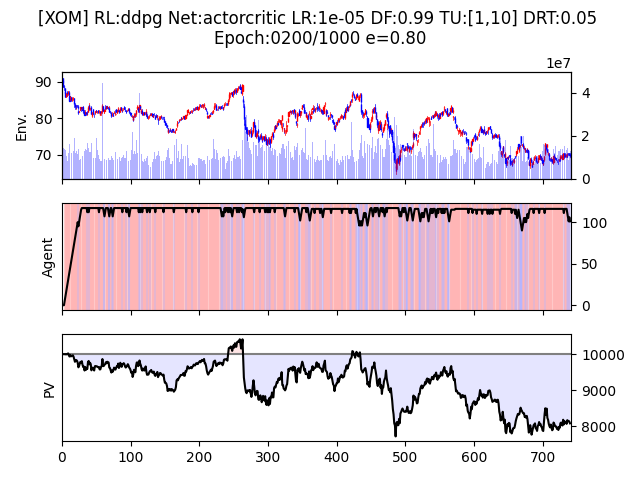 [XOM] RL:ddpg Net:actorcritic LR:1e-05 DF:0.99 TU:[1,10] DRT:0.05
Epoch:0200/1000 e=0.80
1e7
90
80
70
Env.
4
2
0
Agent
100
50
0
PV
10000
9000
8000
0 100 200 300 400 500 600 700